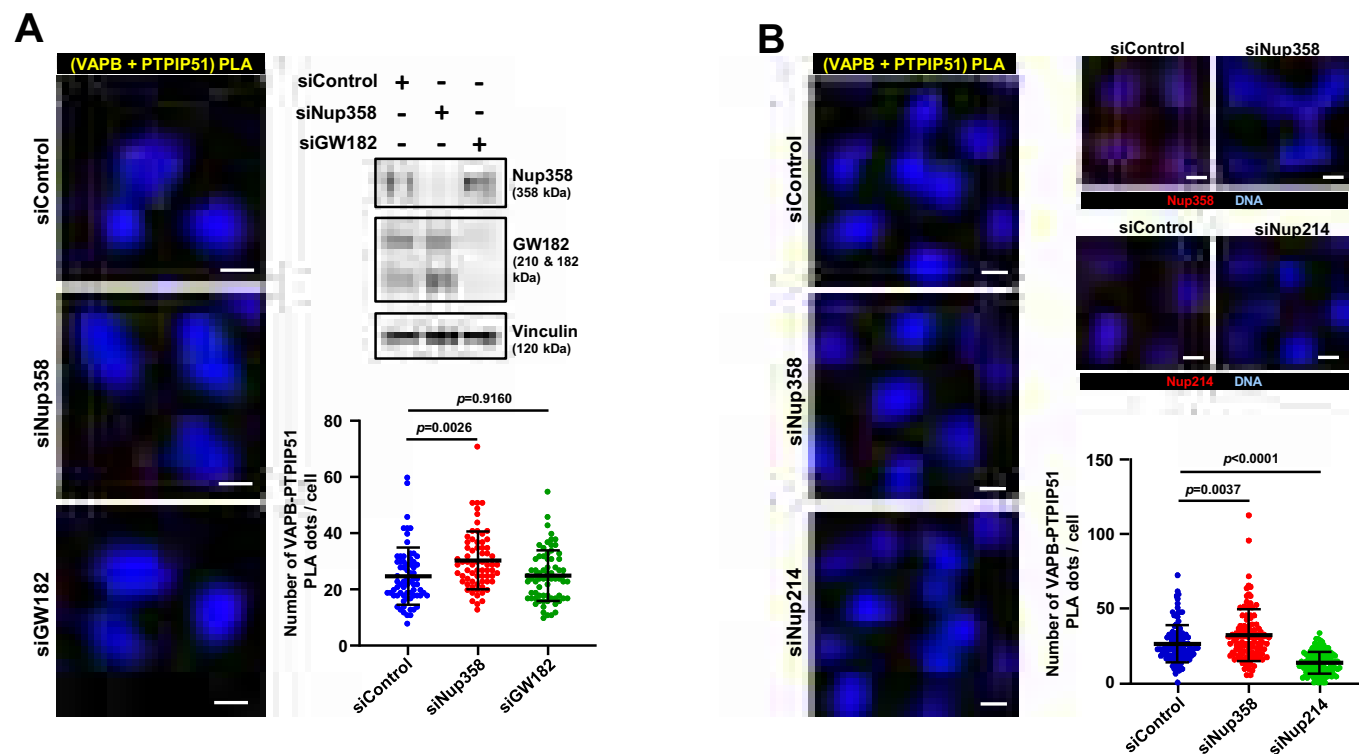 A
(VAPB + PTPIP51) PLA
siControl
siNup358
siGW182
siControl + - -
siNup358 - + -
siGW182 - - +
Nup358
(358 kDa)
GW182
(210 & 182
kDa)
Vinculin
(120 kDa)
p=0.9160
p=0.0026
Number of VAPB-PTPIP51
PLA dots / cell
80
60
40
20
0
siControl
siNup358
siGW182
B
(VAPB + PTPIP51) PLA
siControl
siNup358
siNup214
siControl siNup358
Nup358 DNA
siControl siNup214
Nup214 DNA
p<0.0001
p=0.0037
Number of VAPB-PTPIP51
PLA dots / cell
150
100
50
0
siControl
siNup358
siNup214